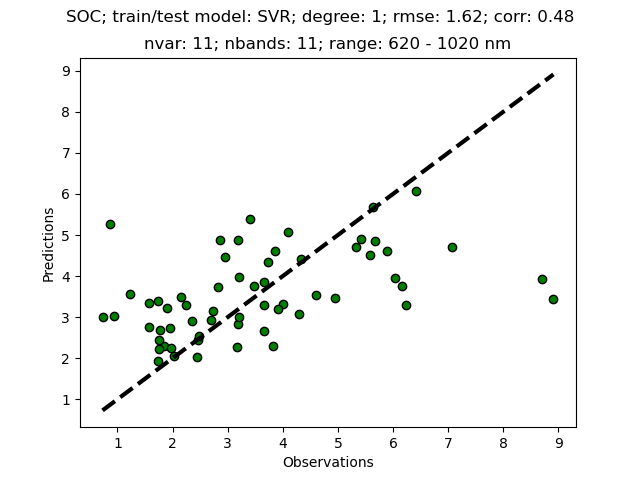 SOC; train/test model: SVR; degree: 1; rmse: 1.62; corr: 0.48
nvar: 11; nbands: 11; range: 620 - 1020 nm
9
8
7
6
5
4
3
2
1
Predictions
1 2 3 4 5 6 7 8 9
Observations